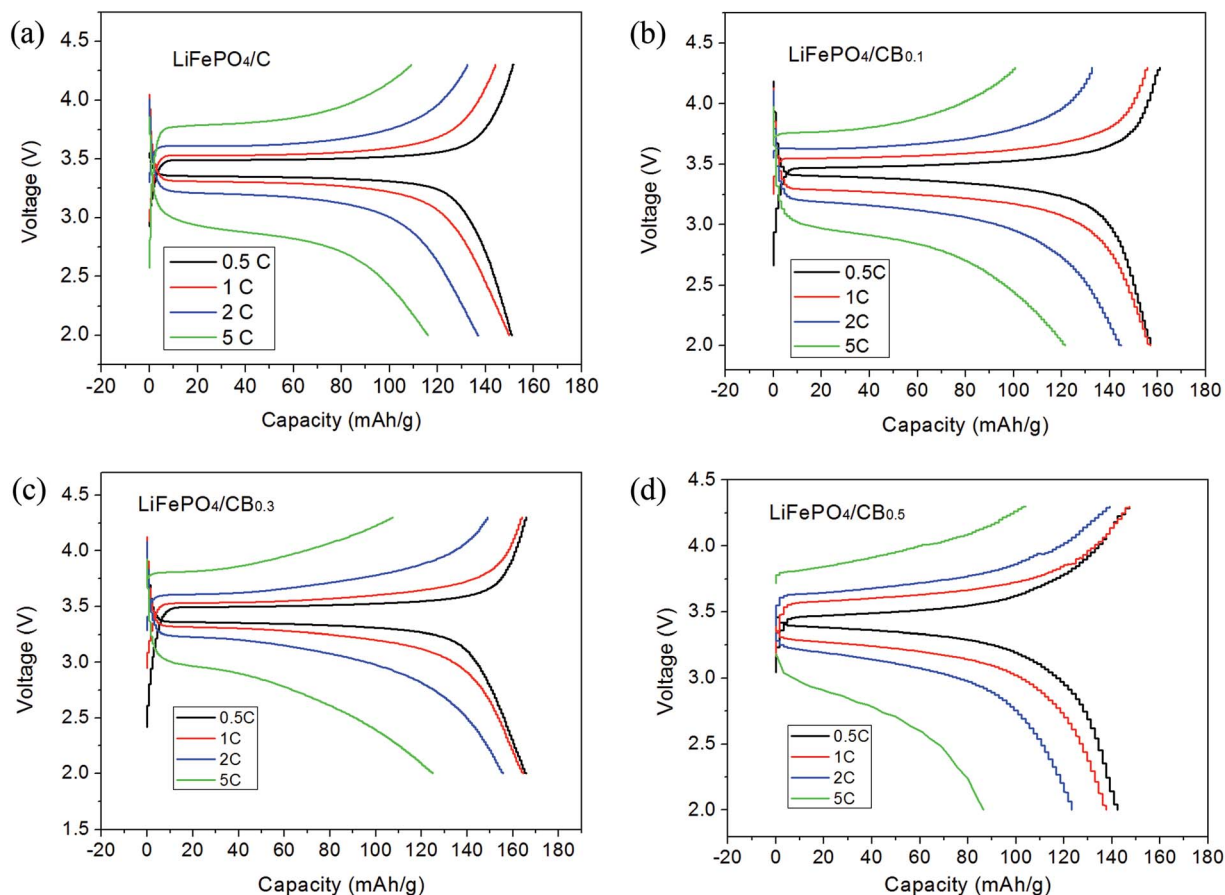 (a)
LiFePO₄/C
4.5
4.0
3.5
3.0
2.5
2.0
Voltage (V)
0.5 C
1 C
2 C
5 C
-20 0 20 40 60 80 100 120 140 160 180
Capacity (mAh/g)
(b)
LiFePO₄/CB₀.₁
4.5
4.0
3.5
3.0
2.5
2.0
Voltage (V)
0.5C
1C
2C
5C
-20 0 20 40 60 80 100 120 140 160 180
Capacity (mAh/g)
(c)
LiFePO₄/CB₀.₃
4.5
4.0
3.5
3.0
2.5
2.0
1.5
Voltage (V)
0.5C
1C
2C
5C
-20 0 20 40 60 80 100 120 140 160 180
Capacity (mAh/g)
(d)
LiFePO₄/CB₀.₅
4.5
4.0
3.5
3.0
2.5
2.0
Voltage (V)
0.5C
1C
2C
5C
-20 0 20 40 60 80 100 120 140 160 180
Capacity (mAh/g)